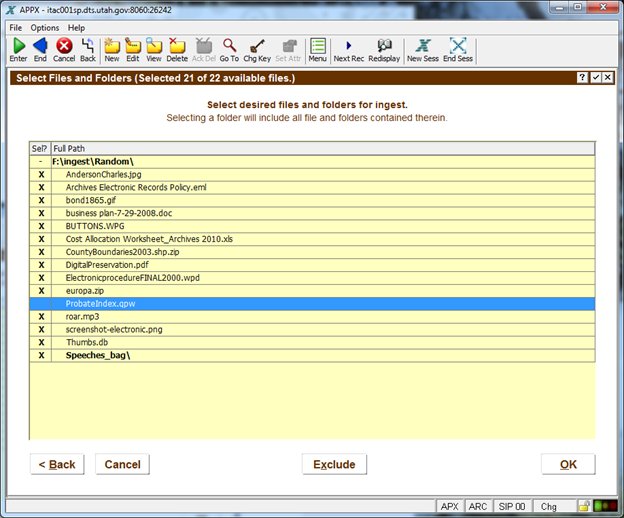 APPX - itac001sp.dts.utah.gov:8060:26242
File Options Help
Enter End Cancel Back New Edit View Delete Ack Del Go To Chg Key Set Attr Menu Next Rec Redisplay New Sess End Sess
Select Files and Folders (Selected 21 of 22 available files.)
Select desired files and folders for ingest.
Selecting a folder will include all file and folders contained therein.
Sel? Full Path
- F:\ingest\Random\
X AndersonCharles.jpg
X Archives Electronic Records Policy.eml
X bond1865.gif
X business plan-7-29-2008.doc
X BUTTONS.WPG
X Cost Allocation Worksheet_Archives 2010.xls
X CountyBoundaries2003.shp.zip
X DigitalPreservation.pdf
X ElectronicprocedureFINAL2000.wpd
X europa.zip
ProbateIndex.qpw
X roar.mp3
X screenshot-electronic.png
X Thumbs.db
X Speeches_bag\
< Back Cancel Exclude OK
APX ARC SIP 00 Chg